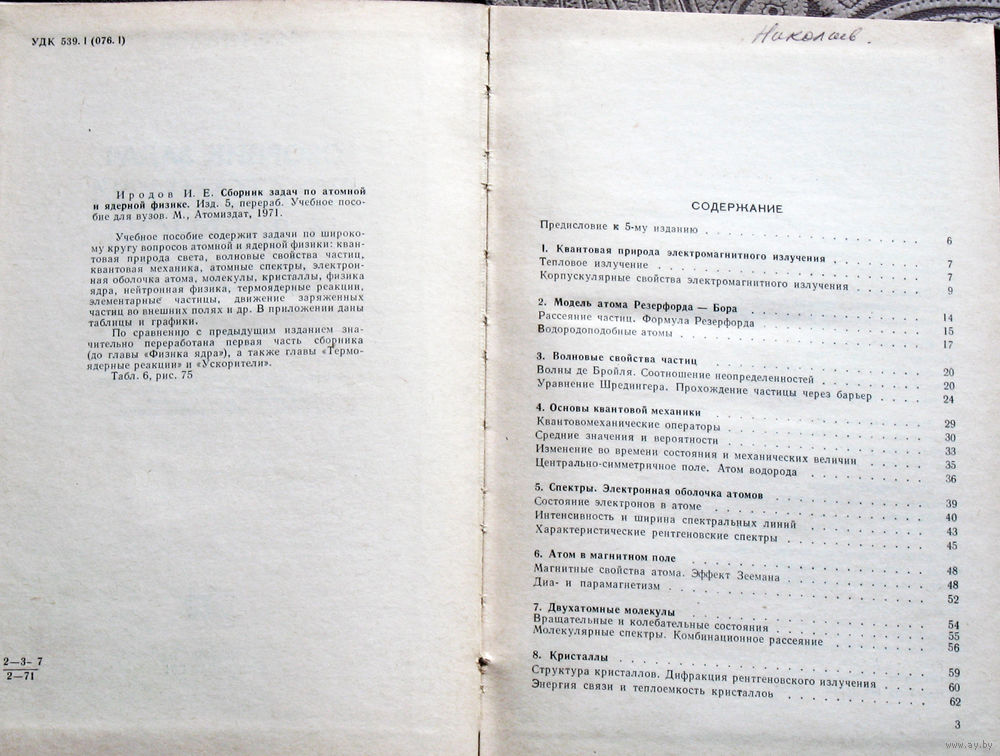 УДК 539.1 (076.1)
Иродов И. Е. Сборник задач по атомной
и ядерной физике. Изд. 5, перераб. Учебное посо-
бие для вузов. М., Атомиздат, 1971.
Учебное пособие содержит задачи по широко-
му кругу вопросов атомной и ядерной физики: кван-
товая природа света, волновые свойства частиц,
квантовая механика, атомные спектры, электрон-
ная оболочка атома, молекулы, кристаллы, физика
ядра, нейтронная физика, термоядерные реакции,
элементарные частицы, движение заряженных
частиц во внешних полях и др. В приложении даны
таблицы и графики.
По сравнению с предыдущим изданием зна-
чительно переработана первая часть сборника
(до главы «Физика ядра»), а также главы «Термо-
ядерные реакции» и «Ускорители».
Табл. 6, рис. 75
2—3- 7
2—71
Николаев.
СОДЕРЖАНИЕ
Предисловие к 5-му изданию . . . 6
1. Квантовая природа электромагнитного излучения . . . 7
Тепловое излучение . . . 7
Корпускулярные свойства электромагнитного излучения . . . 9
2. Модель атома Резерфорда — Бора . . . 14
Рассеяние частиц. Формула Резерфорда . . . 15
Водородоподобные атомы . . . 17
3. Волновые свойства частиц . . . 20
Волны де Бройля. Соотношение неопределенностей . . . 20
Уравнение Шредингера. Прохождение частицы через барьер . . . 24
4. Основы квантовой механики . . . 29
Квантовомеханические операторы . . . 30
Средние значения и вероятности . . . 33
Изменение во времени состояния и механических величин . . . 35
Центрально-симметричное поле. Атом водорода . . . 36
5. Спектры. Электронная оболочка атомов . . . 39
Состояние электронов в атоме . . . 40
Интенсивность и ширина спектральных линий . . . 43
Характеристические рентгеновские спектры . . . 45
6. Атом в магнитном поле . . . 48
Магнитные свойства атома. Эффект Зеемана . . . 48
Диа- и парамагнетизм . . . 52
7. Двухатомные молекулы . . . 54
Вращательные и колебательные состояния . . . 55
Молекулярные спектры. Комбинационное рассеяние . . . 56
8. Кристаллы . . . 59
Структура кристаллов. Дифракция рентгеновского излучения . . . 60
Энергия связи и теплоемкость кристаллов . . . 62
3
www.ay.by